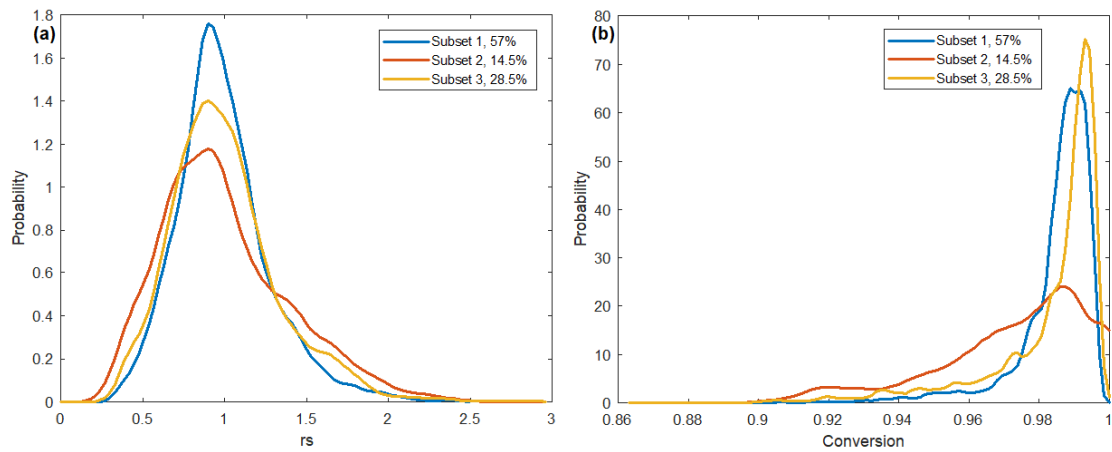 (a)
Subset 1, 57%
Subset 2, 14.5%
Subset 3, 28.5%
Probability
1.8
1.6
1.4
1.2
1
0.8
0.6
0.4
0.2
0
0 0.5 1 1.5 2 2.5 3
rs
(b)
Subset 1, 57%
Subset 2, 14.5%
Subset 3, 28.5%
Probability
80
70
60
50
40
30
20
10
0
0.86 0.88 0.9 0.92 0.94 0.96 0.98 1
Conversion